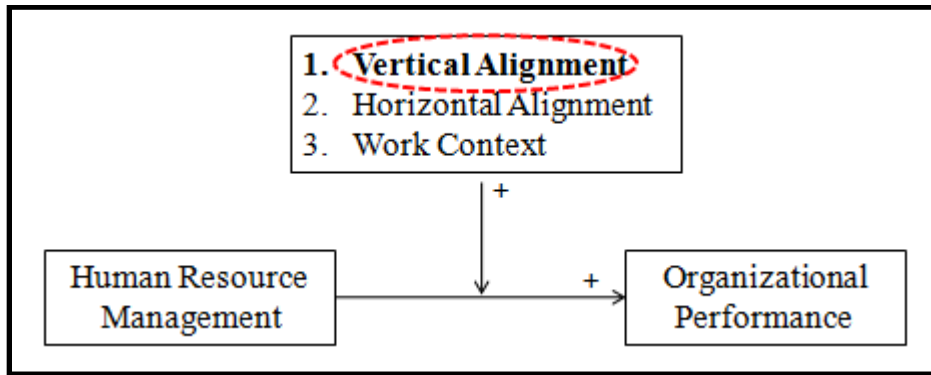 1. Vertical Alignment
2. Horizontal Alignment
3. Work Context
+
Human Resource
Management
+
Organizational
Performance